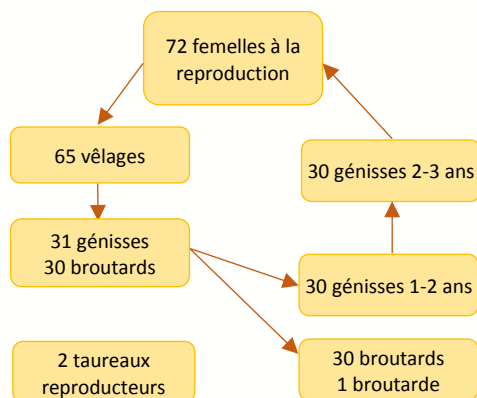 72 femelles à la
reproduction
65 vêlages
30 génisses 2-3 ans
31 génisses
30 broutards
30 génisses 1-2 ans
2 taureaux
reproducteurs
30 broutards
1 broutarde